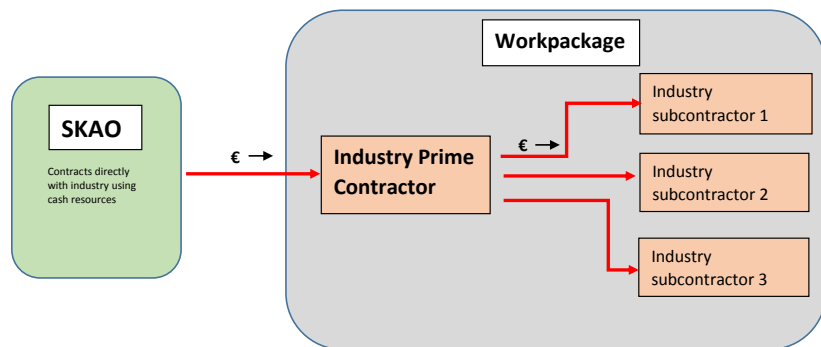 Workpackage
SKAO
Contracts directly
with industry using
cash resources
€ →
Industry Prime
Contractor
€ →
Industry
subcontractor 1
Industry
subcontractor 2
Industry
subcontractor 3